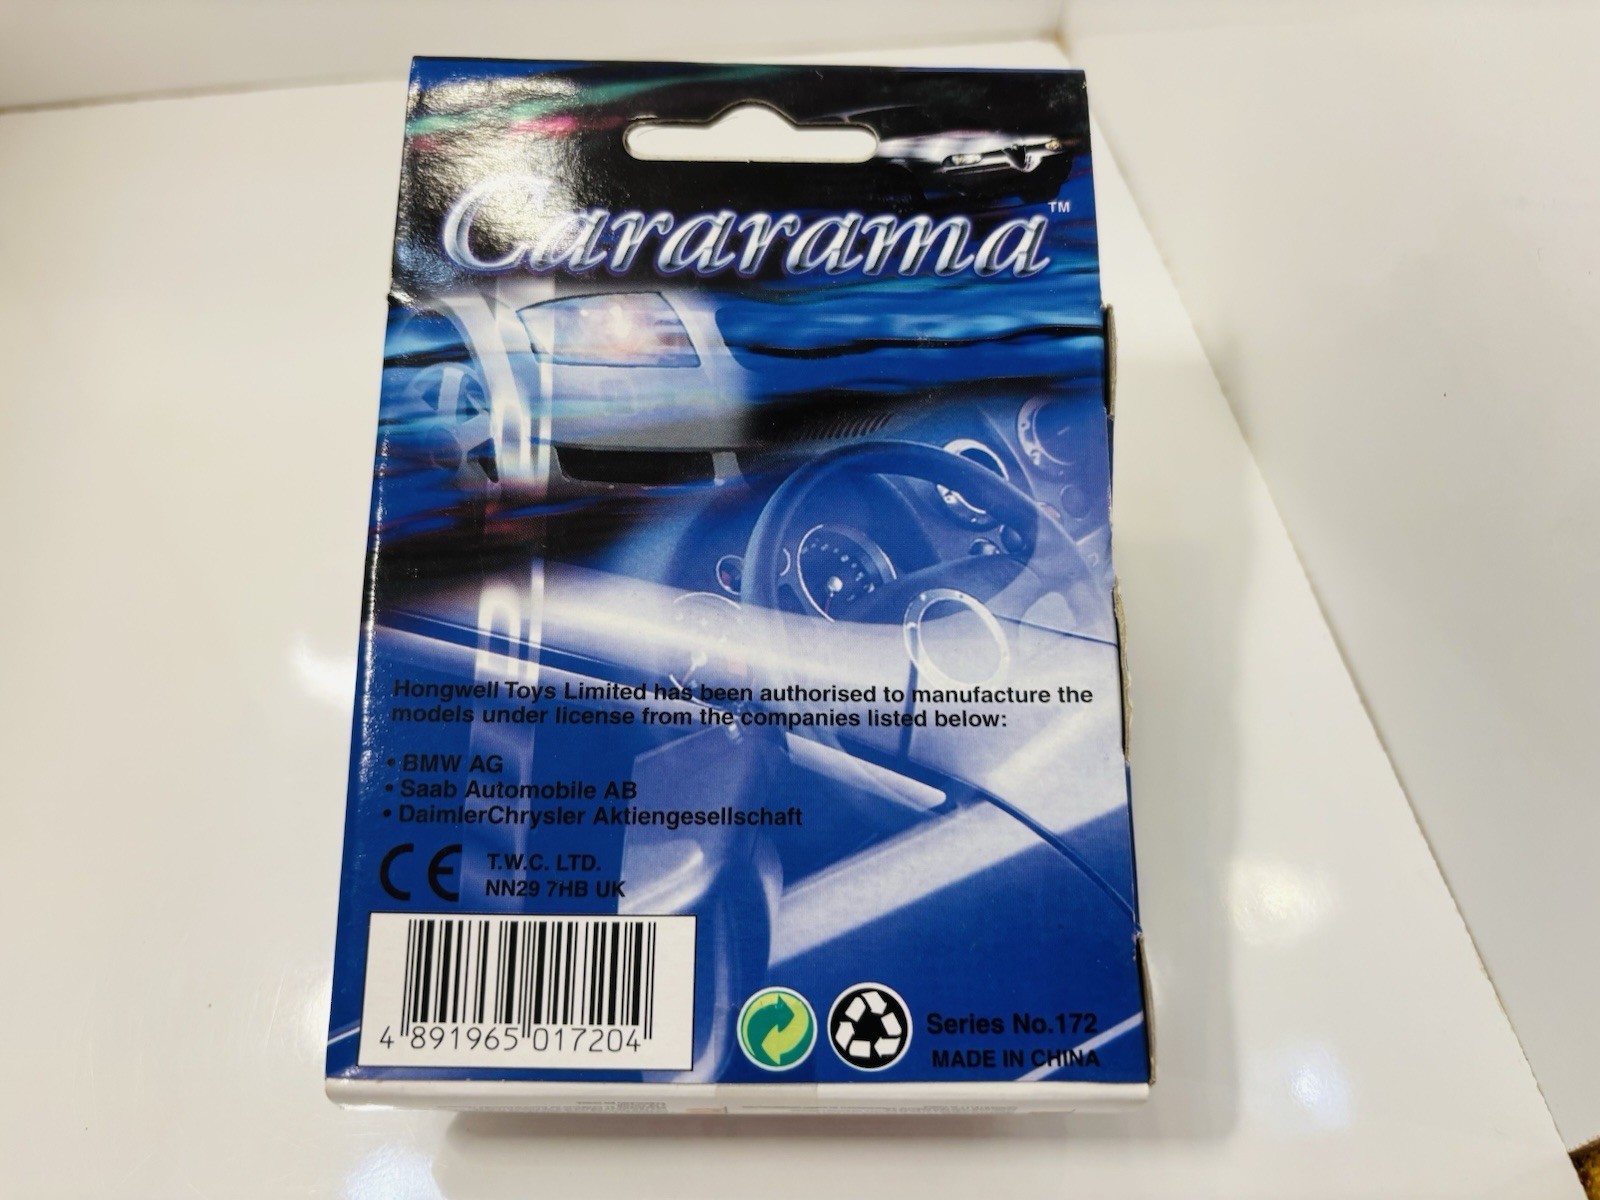 Cararama™
Hongwell Toys Limited has been authorised to manufacture the
models under license from the companies listed below:
• BMW AG
• Saab Automobile AB
• DaimlerChrysler Aktiengesellschaft
CE
T.W.C. LTD.
NN29 7HB UK
4 891965 017204
Series No.172
MADE IN CHINA